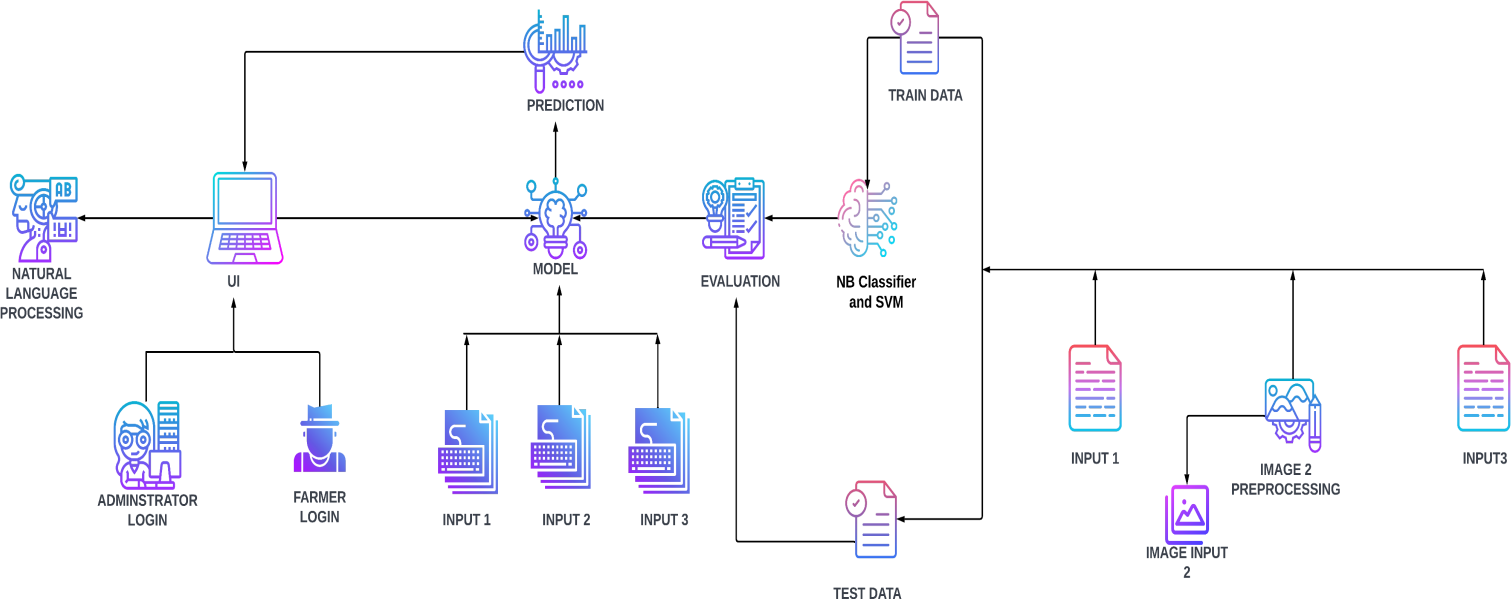 PREDICTION
TRAIN DATA
AB
NATURAL
LANGUAGE
PROCESSING
UI
MODEL
EVALUATION
NB Classifier
and SVM
ADMINSTRATOR
LOGIN
FARMER
LOGIN
INPUT 1
INPUT 2
INPUT 3
TEST DATA
INPUT 1
IMAGE 2
PREPROCESSING
INPUT3
IMAGE INPUT
2